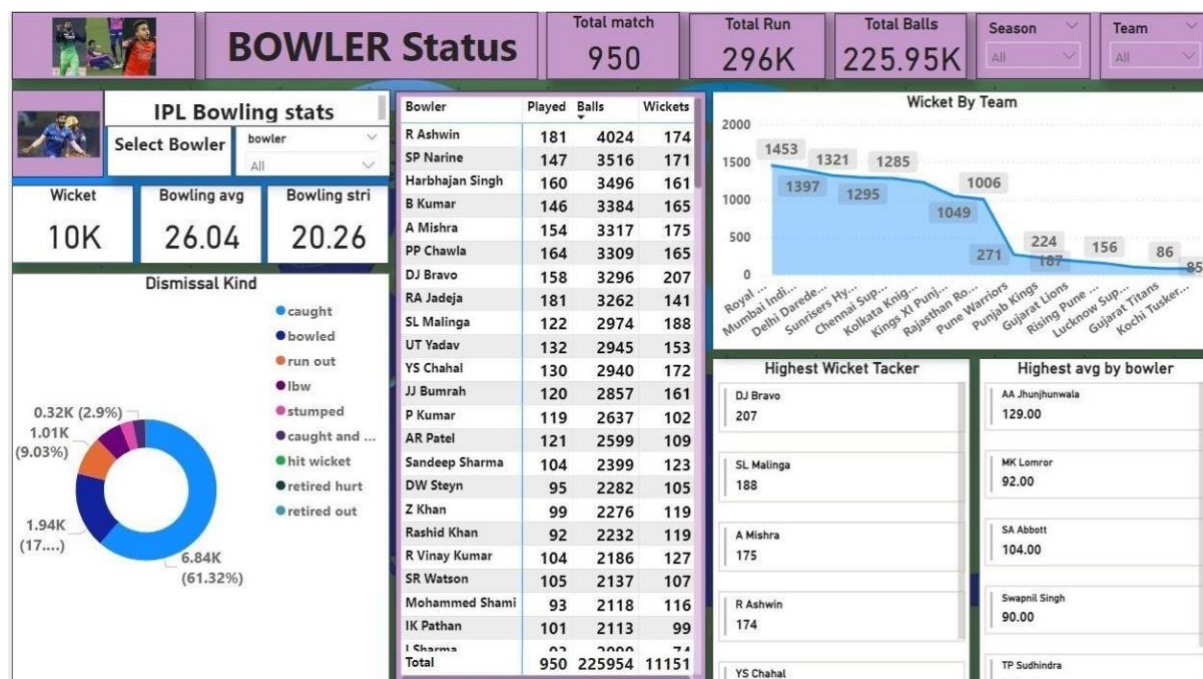 BOWLER Status
Total match
950
Total Run
296K
Total Balls
225.95K
Season
All
Team
All
IPL Bowling stats
Select Bowler
bowler
All
Wicket
10K
Bowling avg
26.04
Bowling stri
20.26
Dismissal Kind
caught
bowled
run out
lbw
stumped
caught and ...
hit wicket
retired hurt
retired out
0.32K (2.9%)
1.01K
(9.03%)
1.94K
(17....)
6.84K
(61.32%)
Bowler Played Balls Wickets
R Ashwin 181 4024 174
SP Narine 147 3516 171
Harbhajan Singh 160 3496 161
B Kumar 146 3384 165
A Mishra 154 3317 175
PP Chawla 164 3309 165
DJ Bravo 158 3296 207
RA Jadeja 181 3262 141
SL Malinga 122 2974 188
UT Yadav 132 2945 153
YS Chahal 130 2940 172
JJ Bumrah 120 2857 161
P Kumar 119 2637 102
AR Patel 121 2599 109
Sandeep Sharma 104 2399 123
DW Steyn 95 2282 105
Z Khan 99 2276 119
Rashid Khan 92 2232 119
R Vinay Kumar 104 2186 127
SR Watson 105 2137 107
Mohammed Shami 93 2118 116
IK Pathan 101 2113 99
Total 950 225954 11151
Wicket By Team
2000
1500
1000
500
0
1453
1397
1321
1295
1285
1049
1006
271
224
187
156
86
85
Royal ...
Mumbai Indi...
Delhi Darede...
Sunrisers Hy...
Chennai Sup...
Kolkata Knig...
Kings XI Punj...
Rajasthan Ro...
Pune Warriors
Punjab Kings
Gujarat Lions
Rising Pune ...
Lucknow Sup...
Gujarat Titans
Kochi Tusker...
Highest Wicket Tacker
DJ Bravo
207
SL Malinga
188
A Mishra
175
R Ashwin
174
YS Chahal
Highest avg by bowler
AA Jhunjhunwala
129.00
MK Lomror
92.00
SA Abbott
104.00
Swapnil Singh
90.00
TP Sudhindra